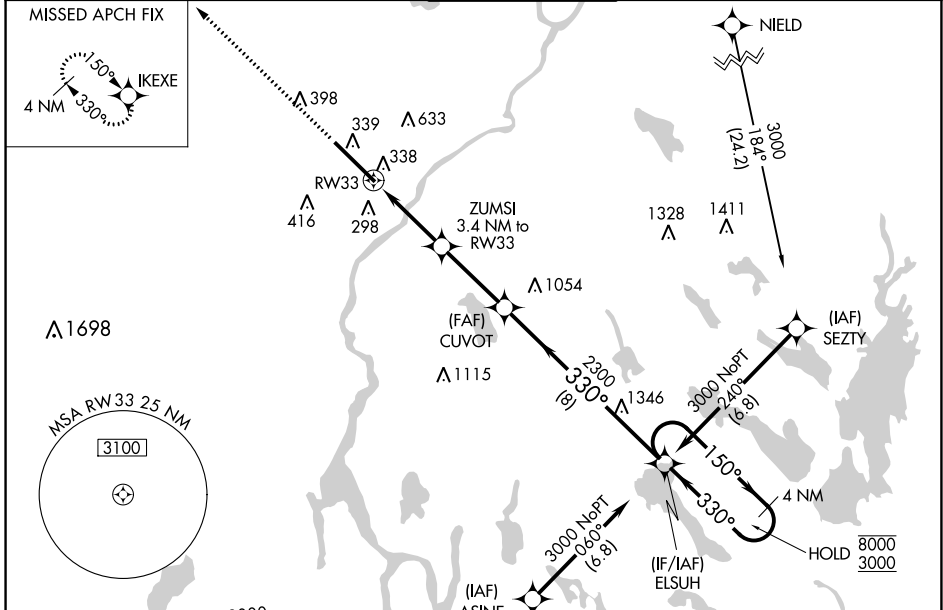 MISSED APCH FIX
IKEXE
150°
4 NM
330°
NIELD
3000
184°
(24.2)
398
339
633
338
RW33
416
298
ZUMSI
3.4 NM to
RW33
1328
1411
1054
(FAF)
CUVOT
1698
1115
(IAF)
SEZTY
2300
330°
(8)
1346
3000 NoPT
240°
(6.8)
MSA RW33 25 NM
3100
150°
330°
4 NM
HOLD
8000
3000
3000 NoPT
060°
(6.8)
(IF/IAF)
ELSUH
(IAF)